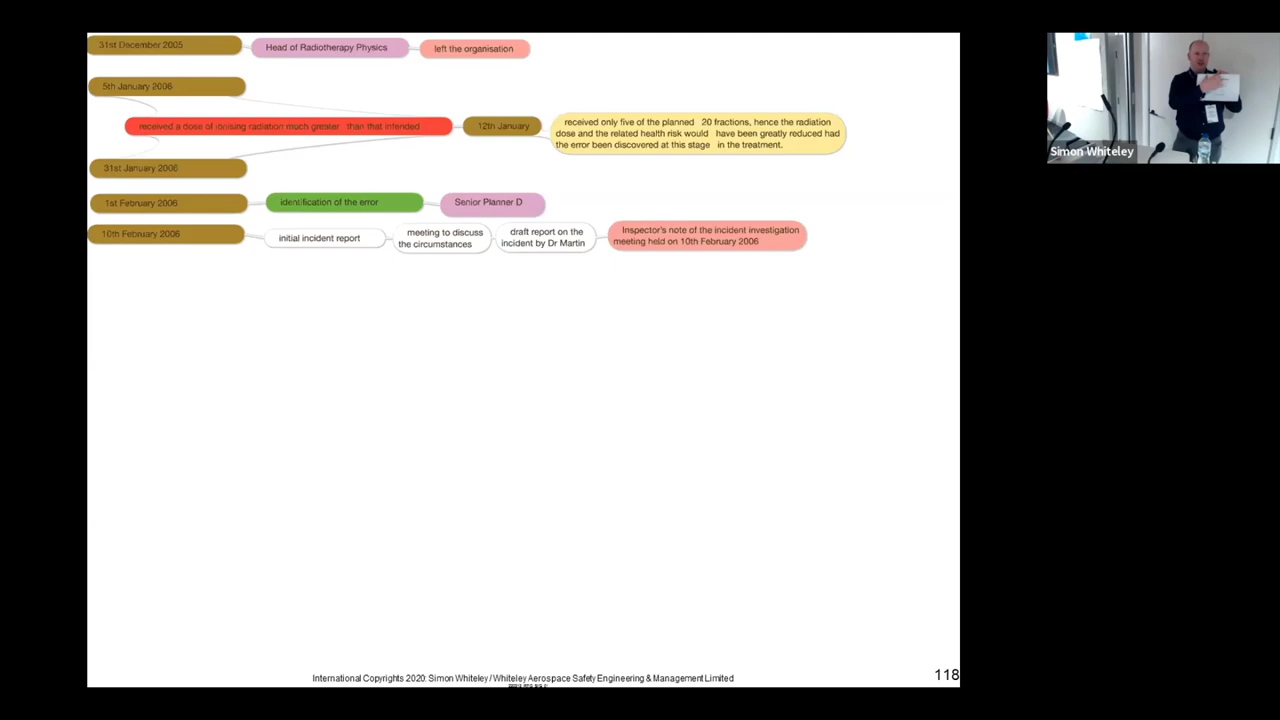 31st December 2005
Head of Radiotherapy Physics
left the organisation
5th January 2006
received a dose of ionising radiation much greater than that intended
12th January
received only five of the planned 20 fractions, hence the radiation
dose and the related health risk would have been greatly reduced had
the error been discovered at this stage in the treatment.
31st January 2006
1st February 2006
identification of the error
Senior Planner D
10th February 2006
initial incident report
meeting to discuss
the circumstances
draft report on the
incident by Dr Martin
Inspector's note of the incident investigation
meeting held on 10th February 2006
International Copyrights 2020: Simon Whiteley / Whiteley Aerospace Safety Engineering & Management Limited
118
Simon Whiteley